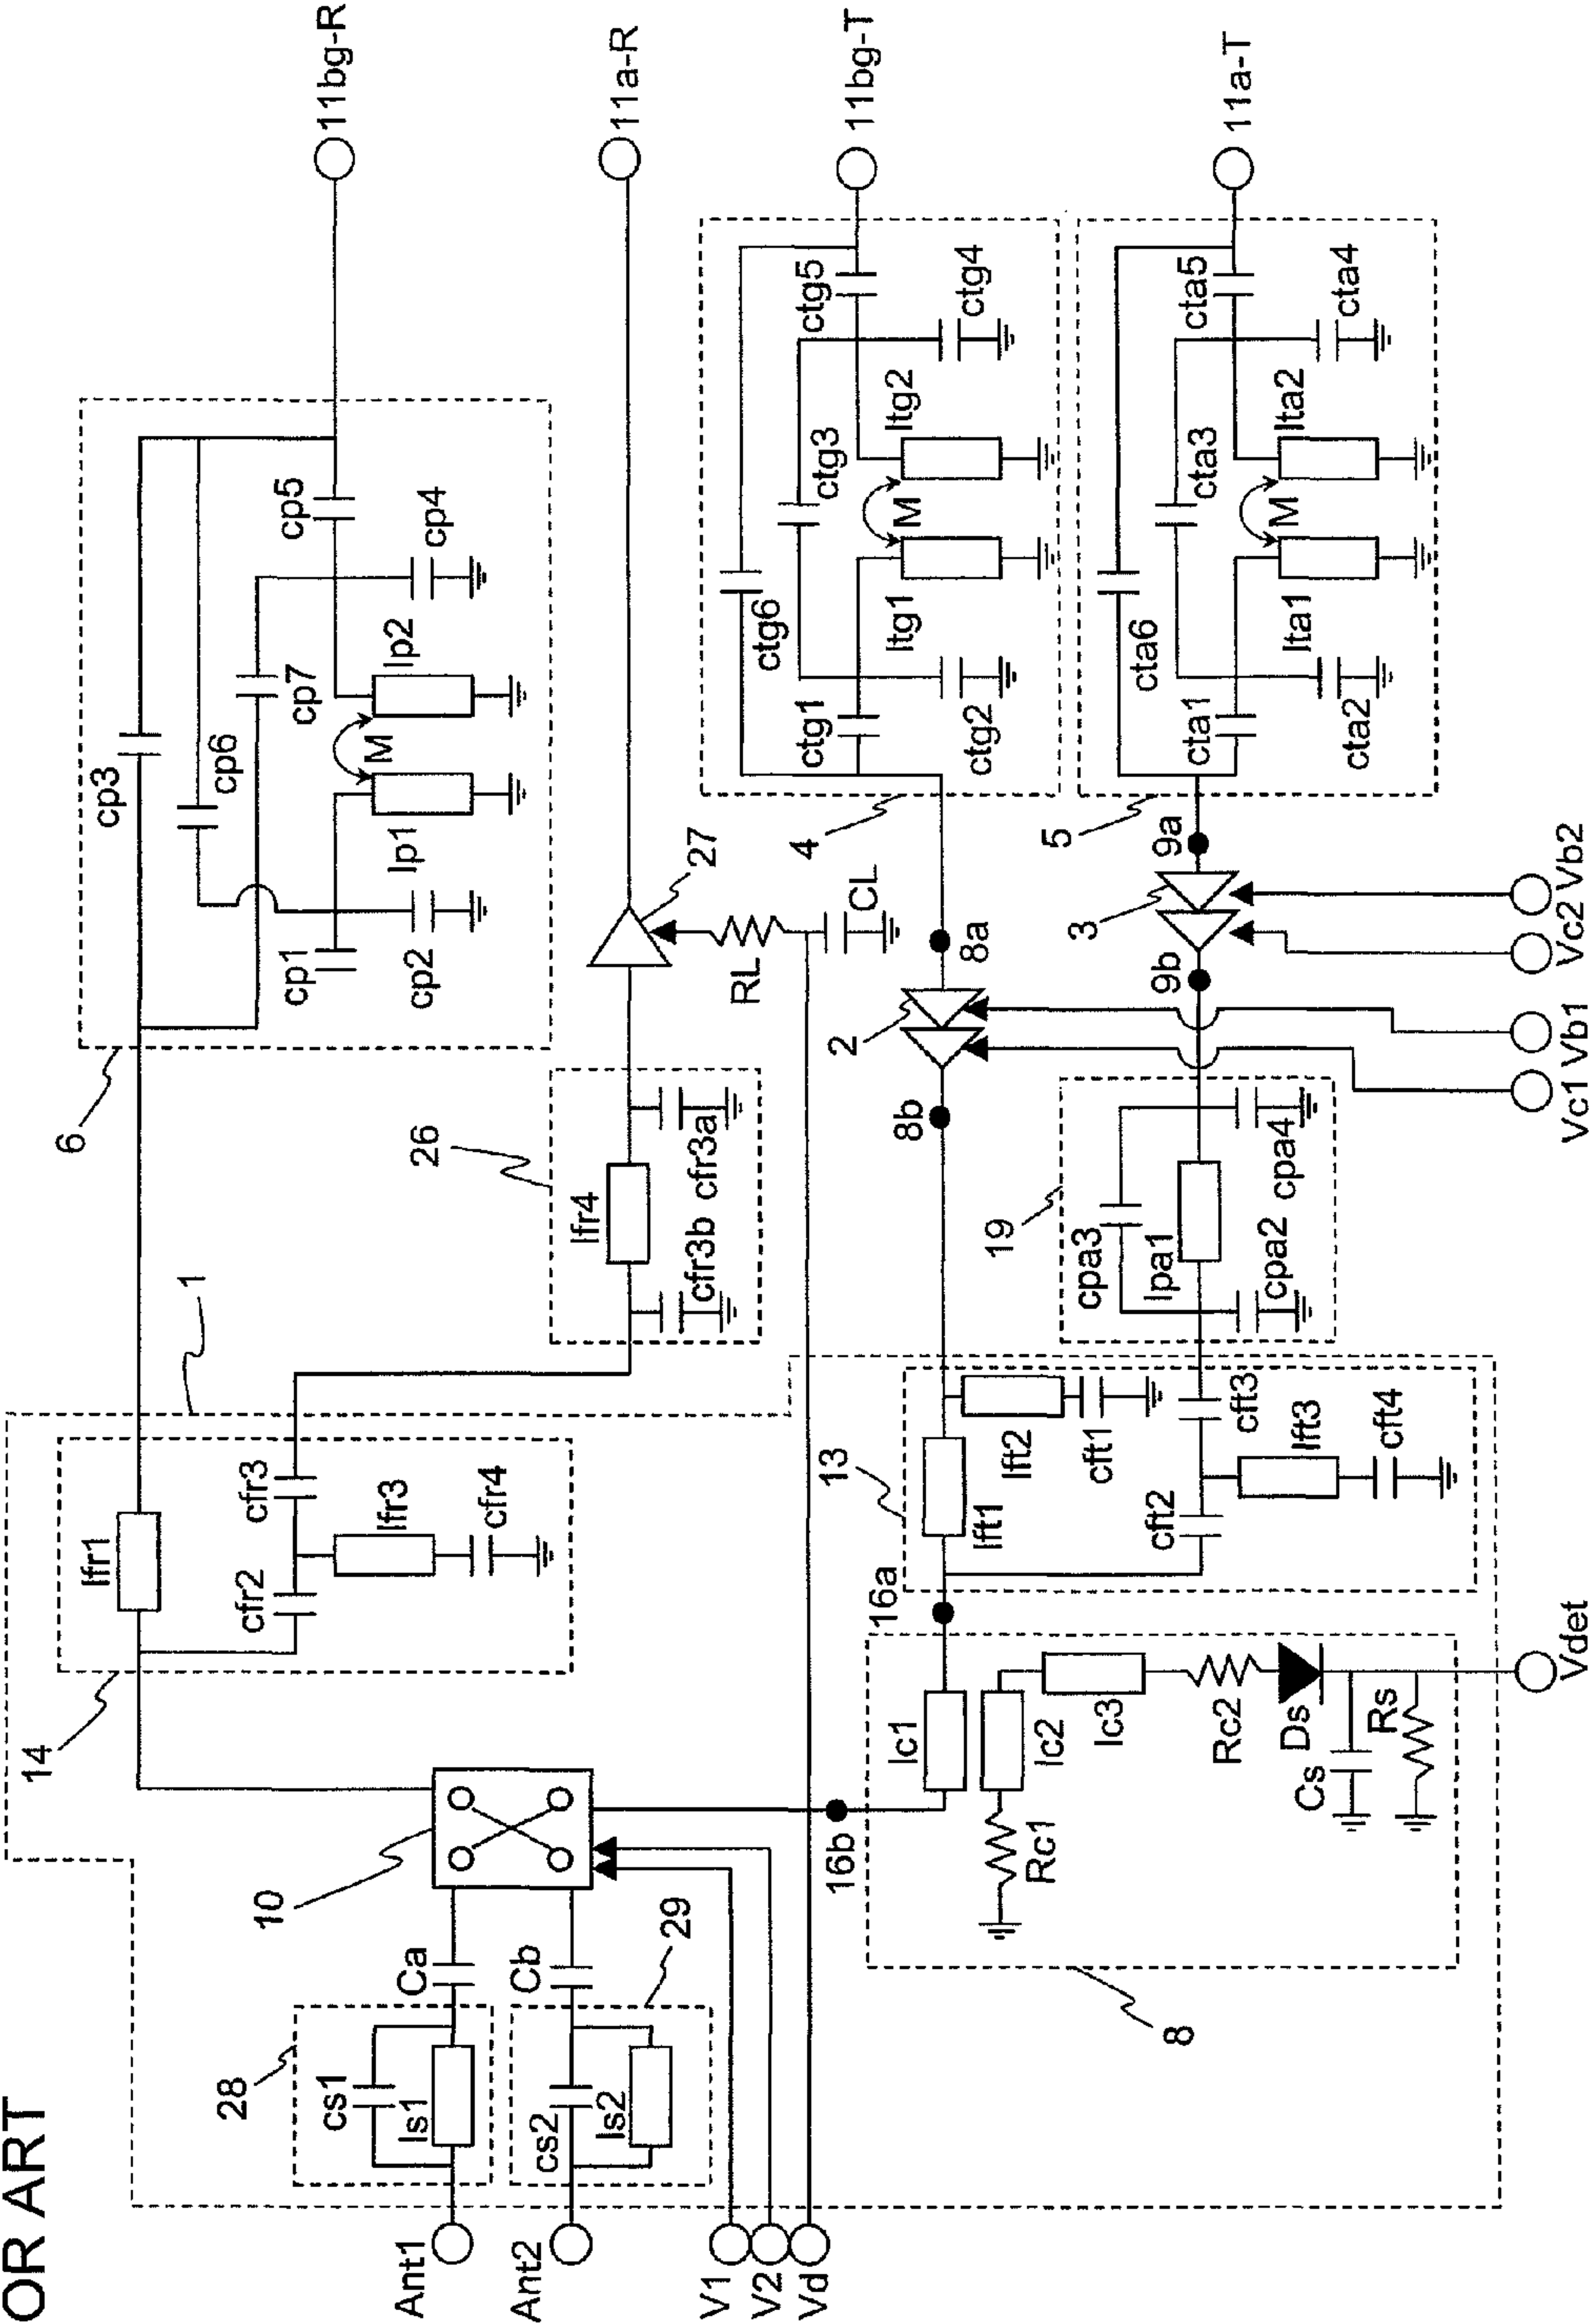 OR ART
11bg-R
11a-R
11bg-T
11a-T
cp3
cp6
cp7
cp5
cp4
lp2
M
lp1
cp1
cp2
6
27
RL
CL
26
lfr4
cfr3b
cfr3a
1
14
lfr1
cfr2
cfr3
lfr3
cfr4
ctg6
ctg3
ctg5
ctg4
ltg2
M
ltg1
ctg1
ctg2
4
8a
2
8b
cta6
cta3
cta5
cta4
lta2
M
lta1
cta1
cta2
5
9a
3
9b
Vb2
Vc2
Vb1
Vc1
19
cpa3
lpa1
cpa2
cpa4
13
lft1
lft2
cft1
cft2
cft3
lft3
cft4
16a
16b
lc1
lc2
lc3
Rc1
Rc2
Ds
Cs
Rs
Vdet
8
10
Ca
Cb
28
cs1
ls1
29
cs2
ls2
Ant1
Ant2
V1
V2
Vd